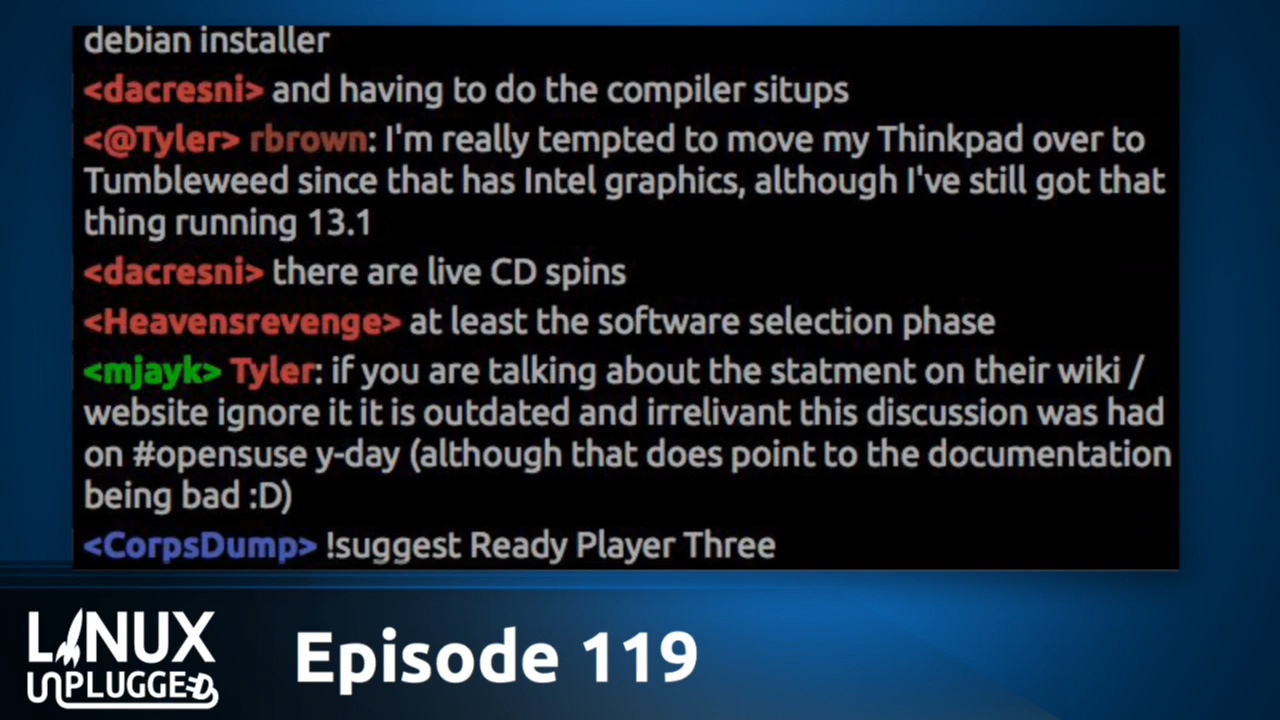 debian installer
<dacresni> and having to do the compiler situps
<@Tyler> rbrown: I'm really tempted to move my Thinkpad over to
Tumbleweed since that has Intel graphics, although I've still got that
thing running 13.1
<dacresni> there are live CD spins
<Heavensrevenge> at least the software selection phase
<mjayk> Tyler: if you are talking about the statment on their wiki /
website ignore it it is outdated and irrelivant this discussion was had
on #opensuse y-day (although that does point to the documentation
being bad :D)
<CorpsDump> !suggest Ready Player Three
LINUX
UNPLUGGED
Episode 119